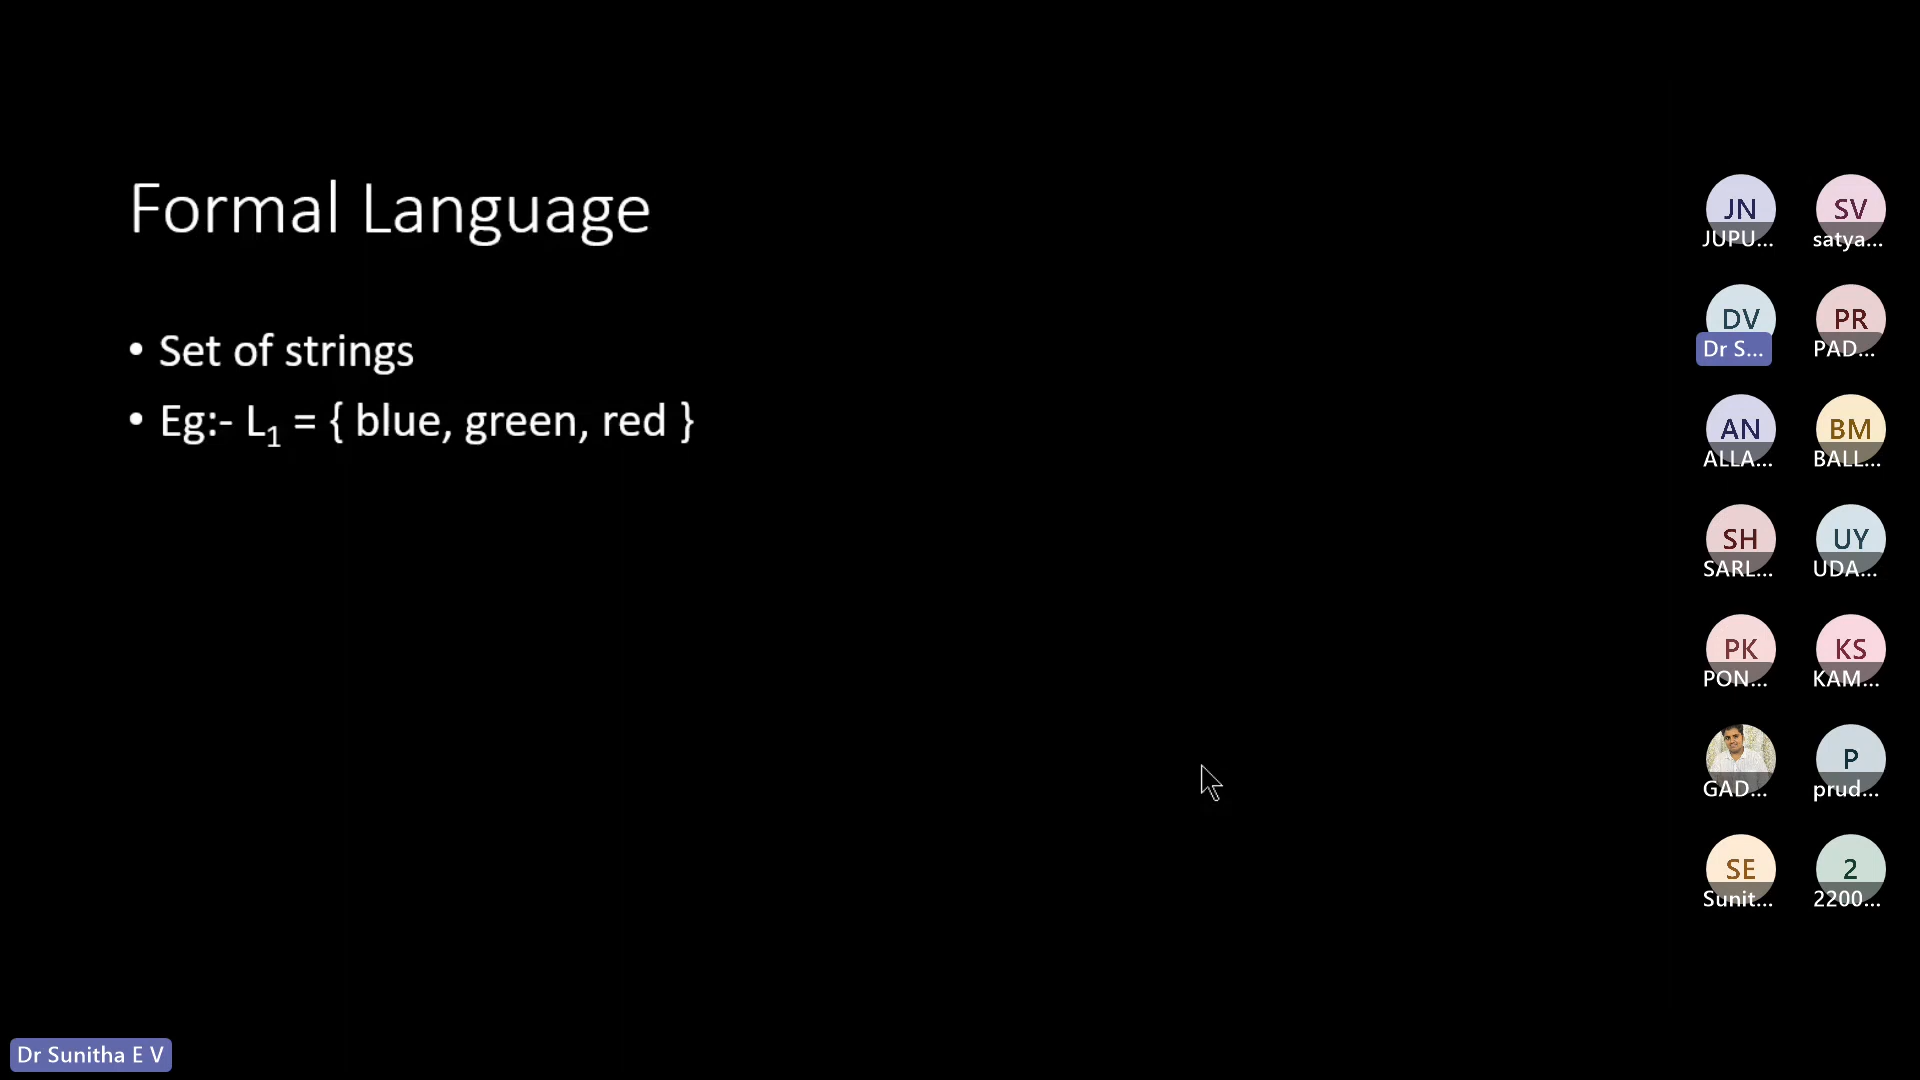 Formal Language
• Set of strings
• Eg:- L₁ = { blue, green, red }
JN
JUPU...
SV
satya...
DV
Dr S...
PR
PAD...
AN
ALLA...
BM
BALL...
SH
SARL...
UY
UDA...
PK
PON...
KS
KAM...
GAD...
P
prud...
SE
Sunit...
2
2200...
Dr Sunitha E V